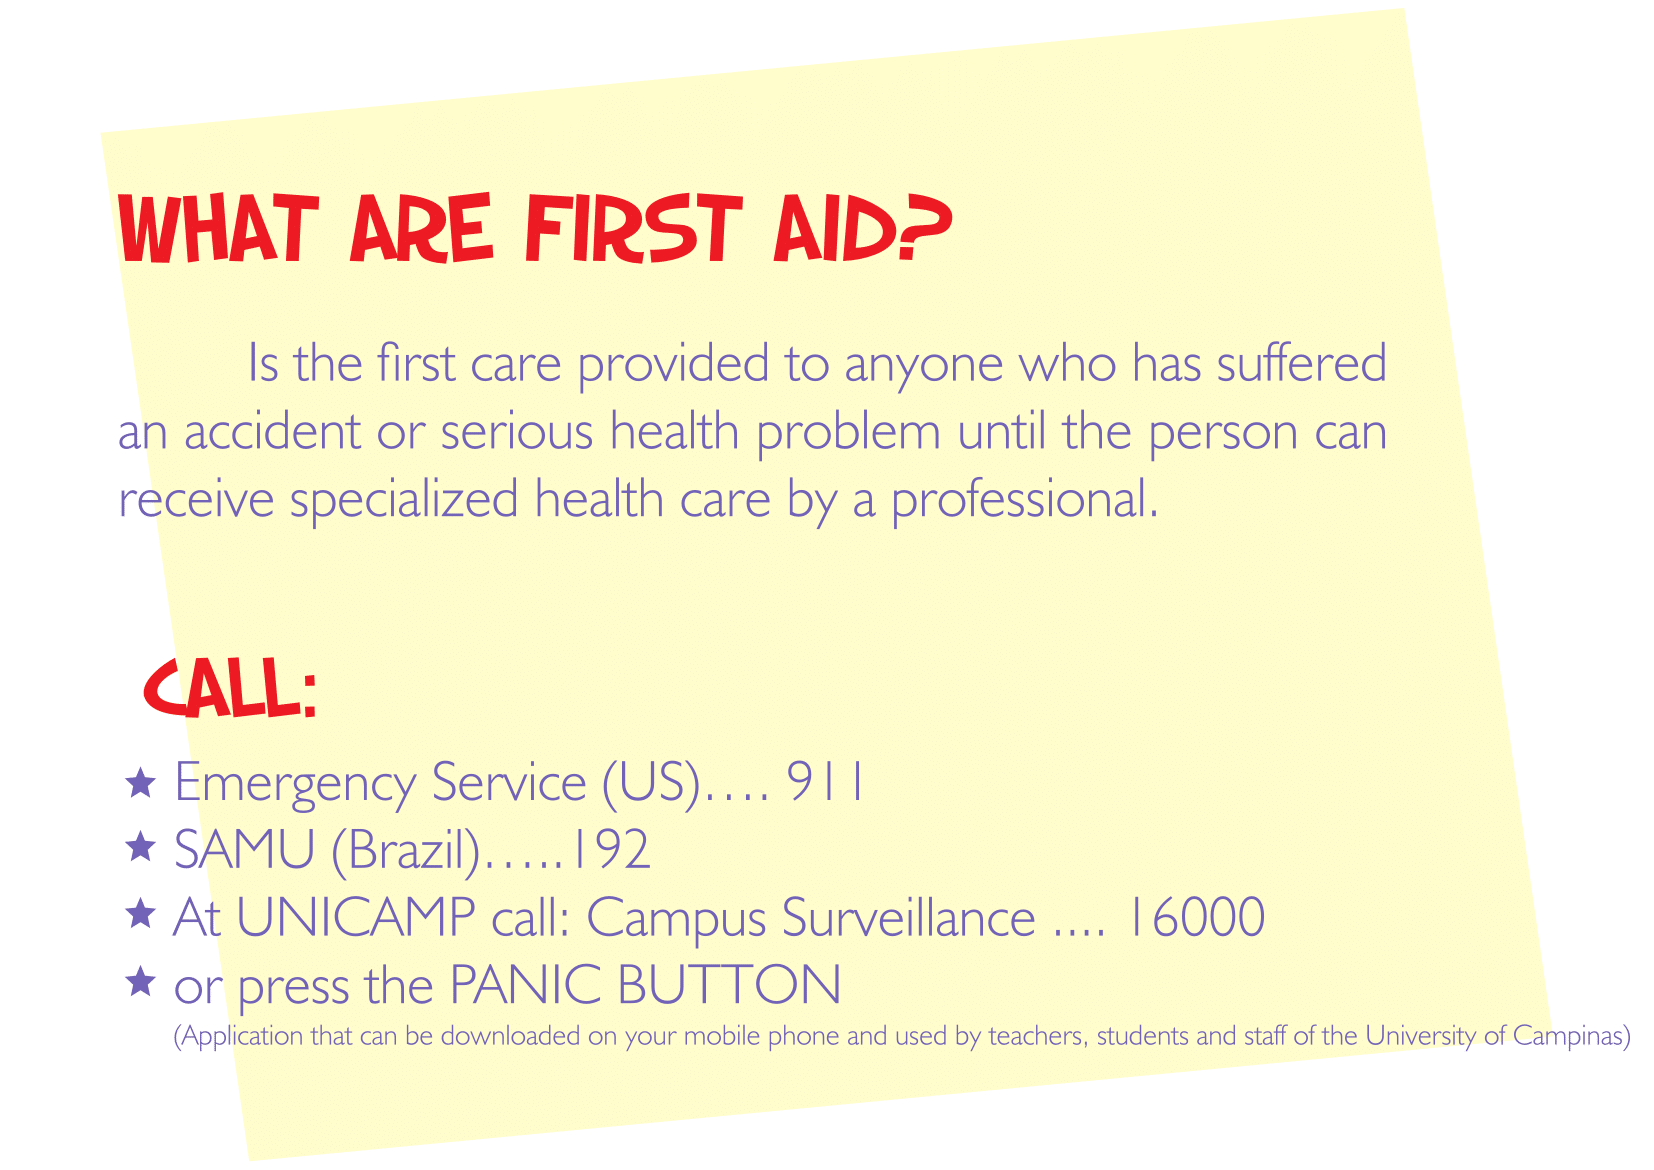 WHAT ARE FIRST AID?
Is the first care provided to anyone who has suffered
an accident or serious health problem until the person can
receive specialized health care by a professional.
CALL:
★ Emergency Service (US).... 911
★ SAMU (Brazil).....192
★ At UNICAMP call: Campus Surveillance .... 16000
★ or press the PANIC BUTTON
(Application that can be downloaded on your mobile phone and used by teachers, students and staff of the University of Campinas)